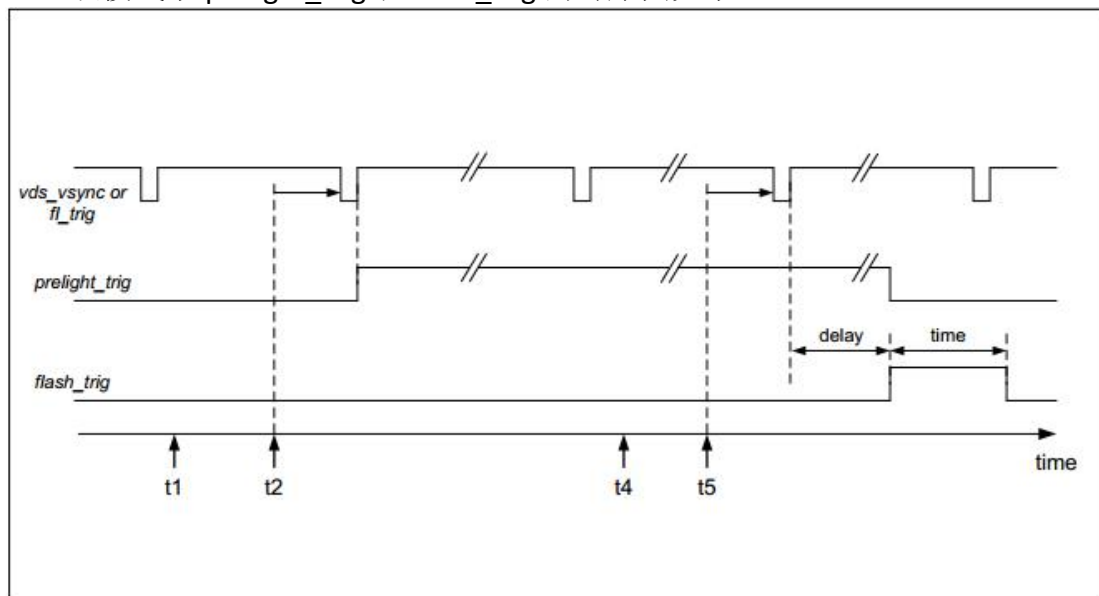 vds_vsync or
fl_trig
prelight_trig
delay
time
flash_trig
time
t1
t2
t4
t5